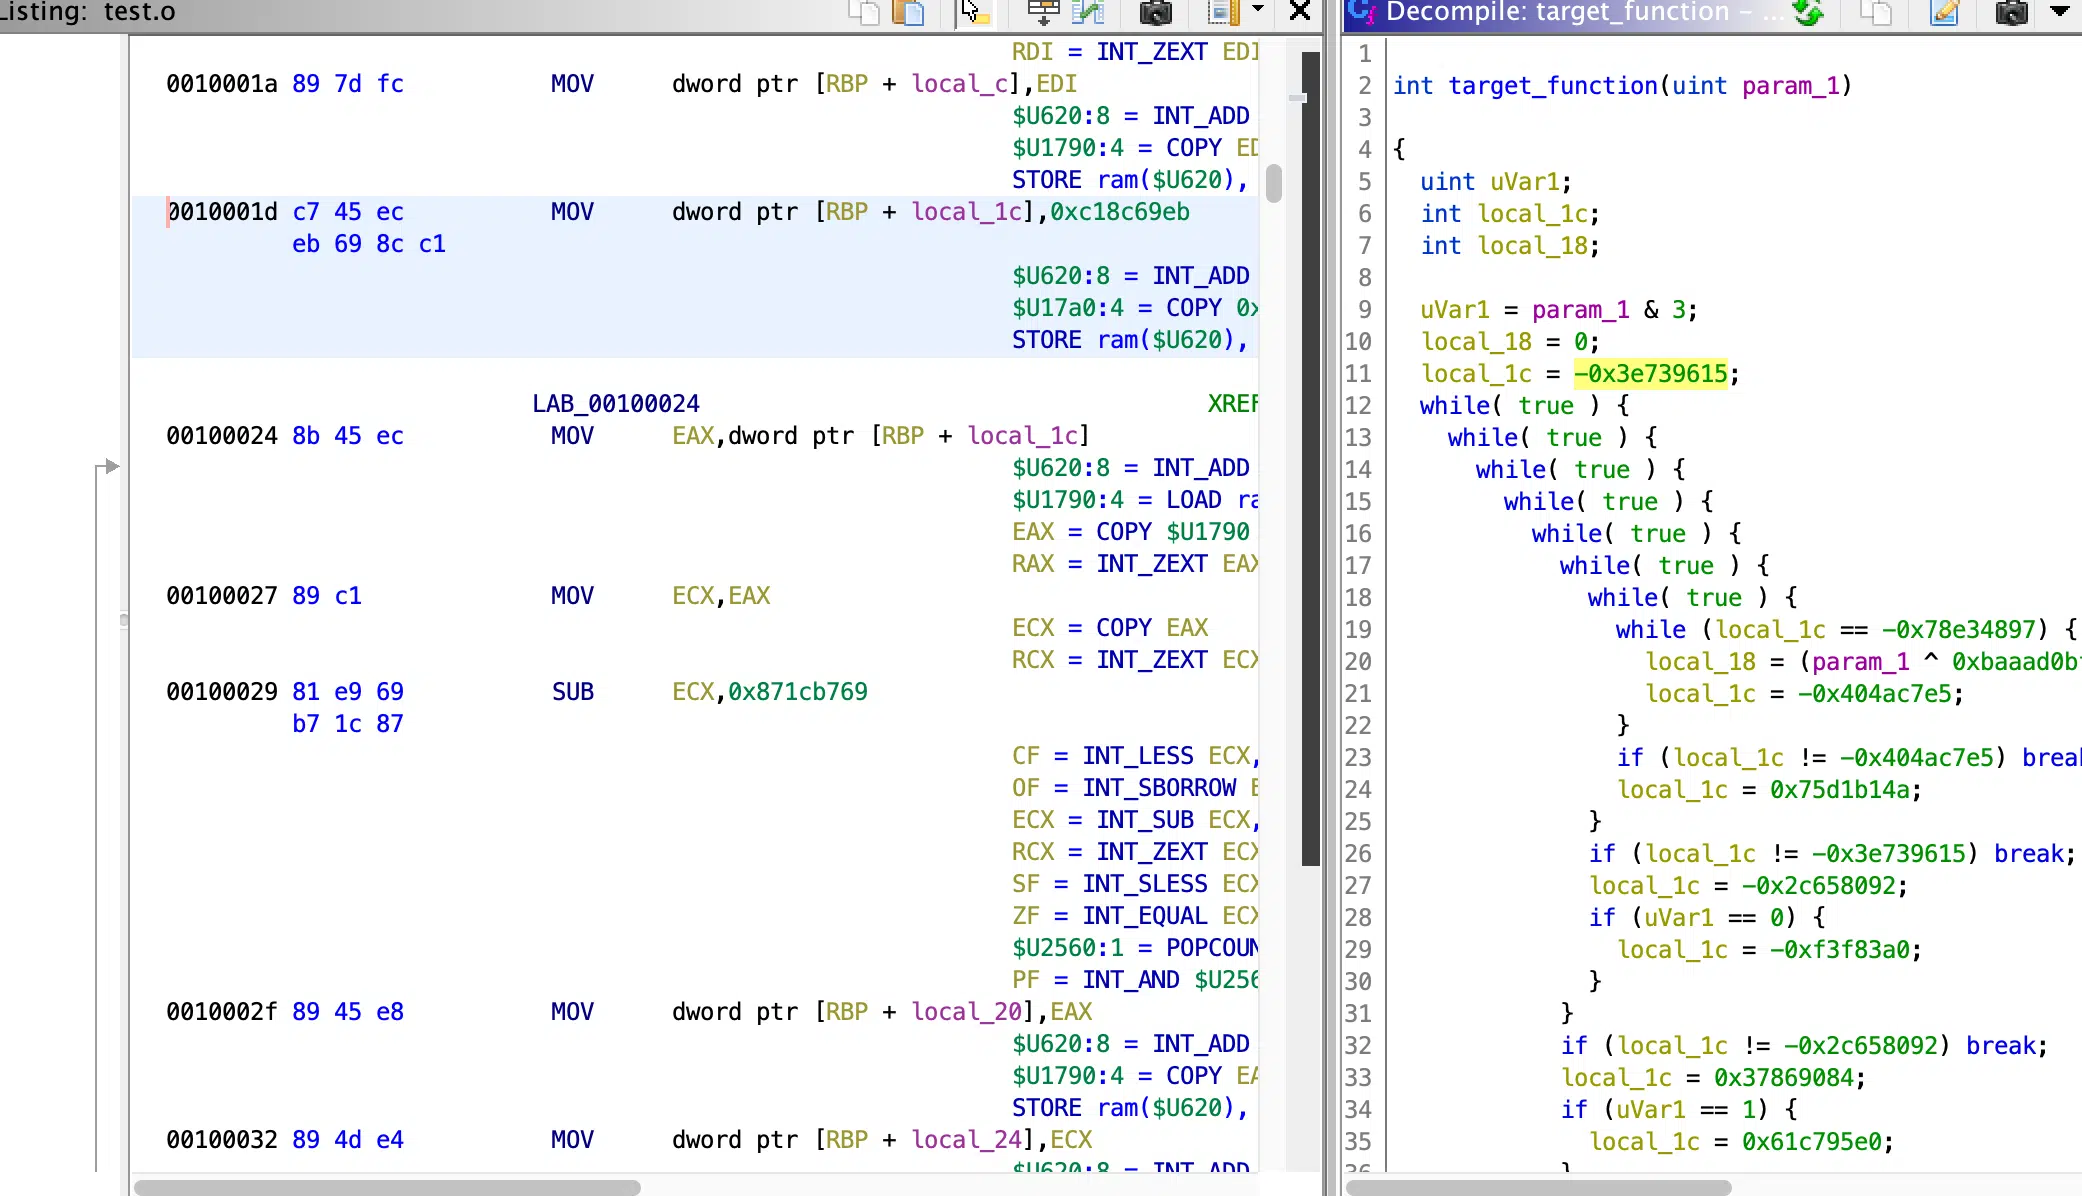 Listing: test.o
RDI = INT_ZEXT EDI
0010001a 89 7d fc MOV dword ptr [RBP + local_c],EDI
$U620:8 = INT_ADD
$U1790:4 = COPY ED
STORE ram($U620),
0010001d c7 45 ec MOV dword ptr [RBP + local_1c],0xc18c69eb
eb 69 8c c1
$U620:8 = INT_ADD
$U17a0:4 = COPY 0x
STORE ram($U620),
LAB_00100024 XREF
00100024 8b 45 ec MOV EAX,dword ptr [RBP + local_1c]
$U620:8 = INT_ADD
$U1790:4 = LOAD ra
EAX = COPY $U1790
RAX = INT_ZEXT EAX
00100027 89 c1 MOV ECX,EAX
ECX = COPY EAX
RCX = INT_ZEXT ECX
00100029 81 e9 69 SUB ECX,0x871cb769
b7 1c 87
CF = INT_LESS ECX,
OF = INT_SBORROW E
ECX = INT_SUB ECX,
RCX = INT_ZEXT ECX
SF = INT_SLESS ECX
ZF = INT_EQUAL ECX
$U2560:1 = POPCOUN
PF = INT_AND $U256
0010002f 89 45 e8 MOV dword ptr [RBP + local_20],EAX
$U620:8 = INT_ADD
$U1790:4 = COPY EA
STORE ram($U620),
00100032 89 4d e4 MOV dword ptr [RBP + local_24],ECX
$U620:8 = INT_ADD
Decompile: target_function - ...
1
2 int target_function(uint param_1)
3
4 {
5 uint uVar1;
6 int local_1c;
7 int local_18;
8
9 uVar1 = param_1 & 3;
10 local_18 = 0;
11 local_1c = -0x3e739615;
12 while( true ) {
13 while( true ) {
14 while( true ) {
15 while( true ) {
16 while( true ) {
17 while( true ) {
18 while( true ) {
19 while (local_1c == -0x78e34897) {
20 local_18 = (param_1 ^ 0xbaaad0b
21 local_1c = -0x404ac7e5;
22 }
23 if (local_1c != -0x404ac7e5) break
24 local_1c = 0x75d1b14a;
25 }
26 if (local_1c != -0x3e739615) break;
27 local_1c = -0x2c658092;
28 if (uVar1 == 0) {
29 local_1c = -0xf3f83a0;
30 }
31 }
32 if (local_1c != -0x2c658092) break;
33 local_1c = 0x37869084;
34 if (uVar1 == 1) {
35 local_1c = 0x61c795e0;
36 }